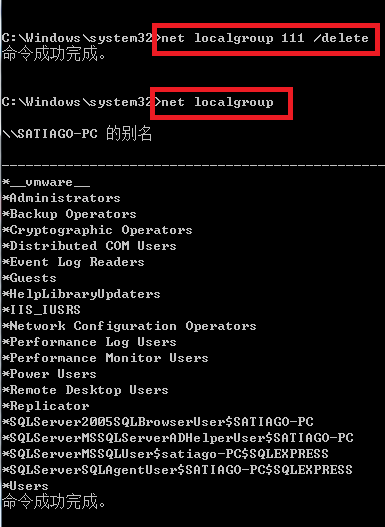 C:\Windows\system32>net localgroup 111 /delete
命令成功完成。
C:\Windows\system32>net localgroup
\\SATIAGO-PC 的别名
-------------------------------------------------------------------------------
*__vmware__
*Administrators
*Backup Operators
*Cryptographic Operators
*Distributed COM Users
*Event Log Readers
*Guests
*HelpLibraryUpdaters
*IIS_IUSRS
*Network Configuration Operators
*Performance Log Users
*Performance Monitor Users
*Power Users
*Remote Desktop Users
*Replicator
*SQLServer2005SQLBrowserUser$SATIAGO-PC
*SQLServerMSSQLServerADHelperUser$SATIAGO-PC
*SQLServerMSSQLUser$satiago-PC$SQLEXPRESS
*SQLServerSQLAgentUser$SATIAGO-PC$SQLEXPRESS
*Users
命令成功完成。